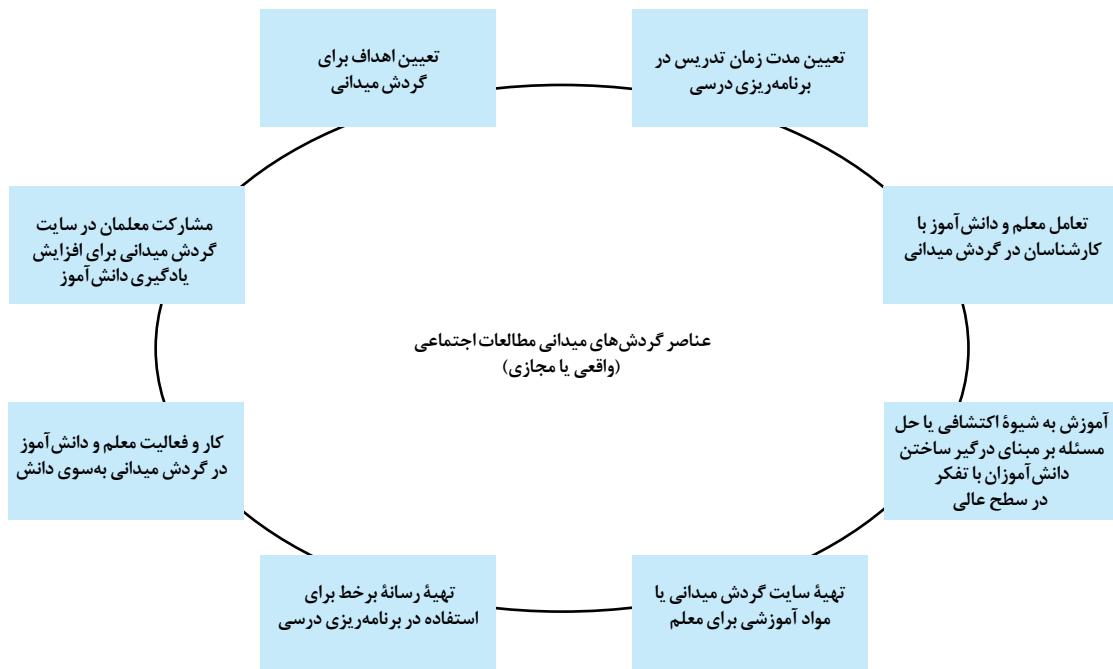 تعیین مدت زمان تدریس در
برنامه‌ریزی درسی
تعیین اهداف برای
گردش میدانی
تعامل معلم و دانش‌آموز با
کارشناسان در گردش میدانی
مشارکت معلمان در سایت
گردش میدانی برای افزایش
یادگیری دانش‌آموز
عناصر گردش‌های میدانی مطالعات اجتماعی
(واقعی یا مجازی)
آموزش به شیوهٔ اکتشافی یا حل
مسئله بر مبنای درگیر ساختن
دانش‌آموزان با تفکر
در سطح عالی
کار و فعالیت معلم و دانش‌آموز
در گردش میدانی به‌سوی دانش
تهیهٔ سایت گردش میدانی یا
مواد آموزشی برای معلم
تهیهٔ رسانهٔ برخط برای
استفاده در برنامه‌ریزی درسی